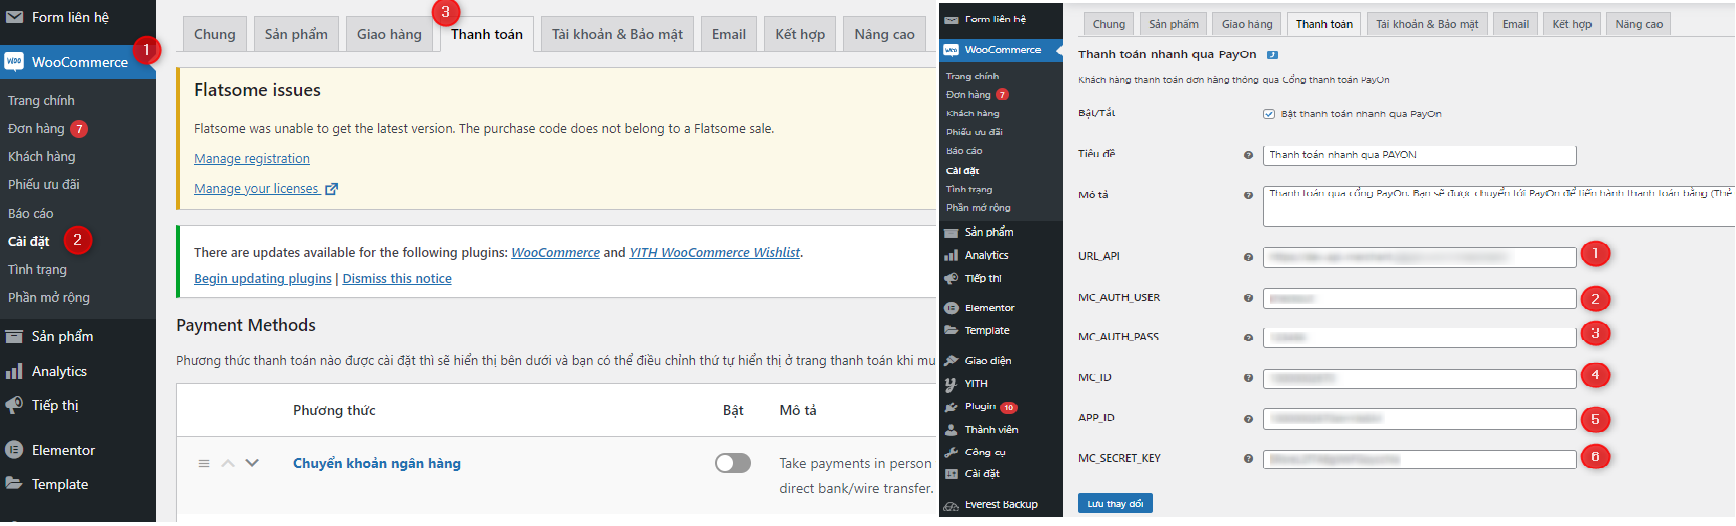 Form liên hệ
1
WooCommerce
Trang chính
Đơn hàng 7
Khách hàng
Phiếu ưu đãi
Báo cáo
Cài đặt 2
Tình trạng
Phần mở rộng
Sản phẩm
Analytics
Tiếp thị
Elementor
Template
3
Chung
Sản phẩm
Giao hàng
Thanh toán
Tài khoản & Bảo mật
Email
Kết hợp
Nâng cao
Flatsome issues
Flatsome was unable to get the latest version. The purchase code does not belong to a Flatsome sale.
Manage registration
Manage your licenses
There are updates available for the following plugins: WooCommerce and YITH WooCommerce Wishlist.
Begin updating plugins | Dismiss this notice
Payment Methods
Phương thức thanh toán nào được cài đặt thì sẽ hiển thị bên dưới và bạn có thể điều chỉnh thứ tự hiển thị ở trang thanh toán khi mu
Phương thức
Bật
Mô tả
Chuyển khoản ngân hàng
Take payments in person
direct bank/wire transfer.
Form liên hệ
WooCommerce
Trang chính
Đơn hàng 7
Khách hàng
Phiếu ưu đãi
Báo cáo
Cài đặt
Tình trạng
Phần mở rộng
Sản phẩm
Analytics
Tiếp thị
Elementor
Template
Giao diện
YITH
Plugin 10
Thành viên
Công cụ
Cài đặt
Everest Backup
Chung
Sản phẩm
Giao hàng
Thanh toán
Tài khoản & Bảo mật
Email
Kết hợp
Nâng cao
Thanh toán nhanh qua PayOn
Khách hàng thanh toán đơn hàng thông qua Cổng thanh toán PayOn
Bật/Tắt
Bật thanh toán nhanh qua PayOn
Tiêu đề
Thanh toán nhanh qua PAYON
Mô tả
Thanh toán qua cổng PayOn. Bạn sẽ được chuyển tới PayOn để tiến hành thanh toán bằng (Thẻ
URL_API
1
MC_AUTH_USER
2
MC_AUTH_PASS
3
MC_ID
4
APP_ID
5
MC_SECRET_KEY
6
Lưu thay đổi